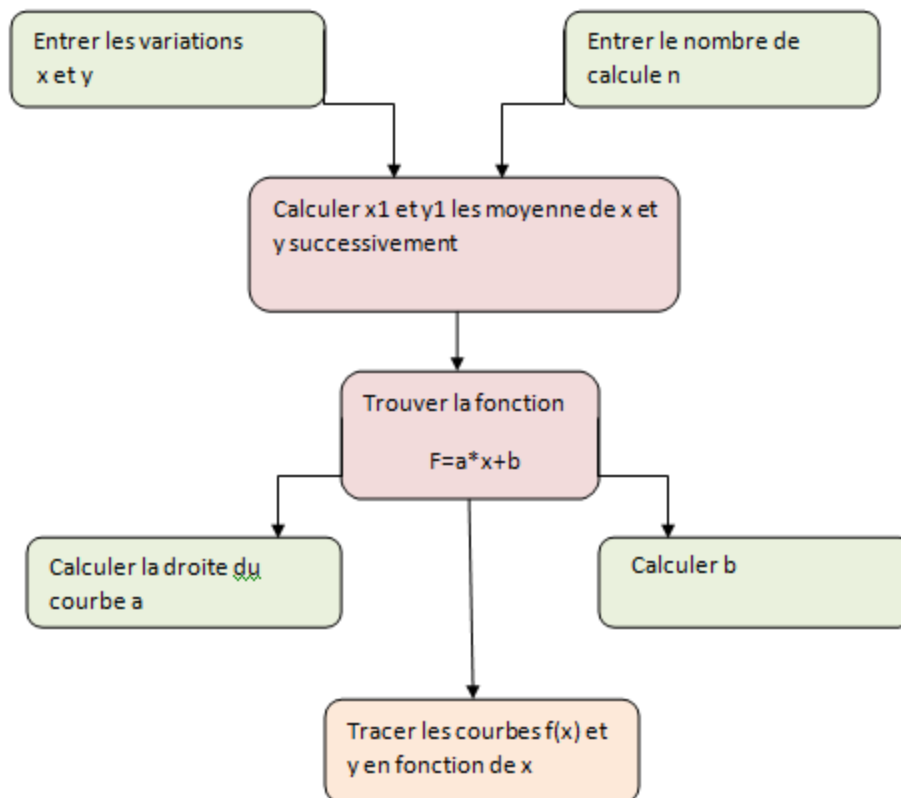 Entrer les variations
x et y
Entrer le nombre de
calcule n
Calculer x1 et y1 les moyenne de x et
y successivement
Trouver la fonction
F=a*x+b
Calculer la droite du
courbe a
Calculer b
Tracer les courbes f(x) et
y en fonction de x